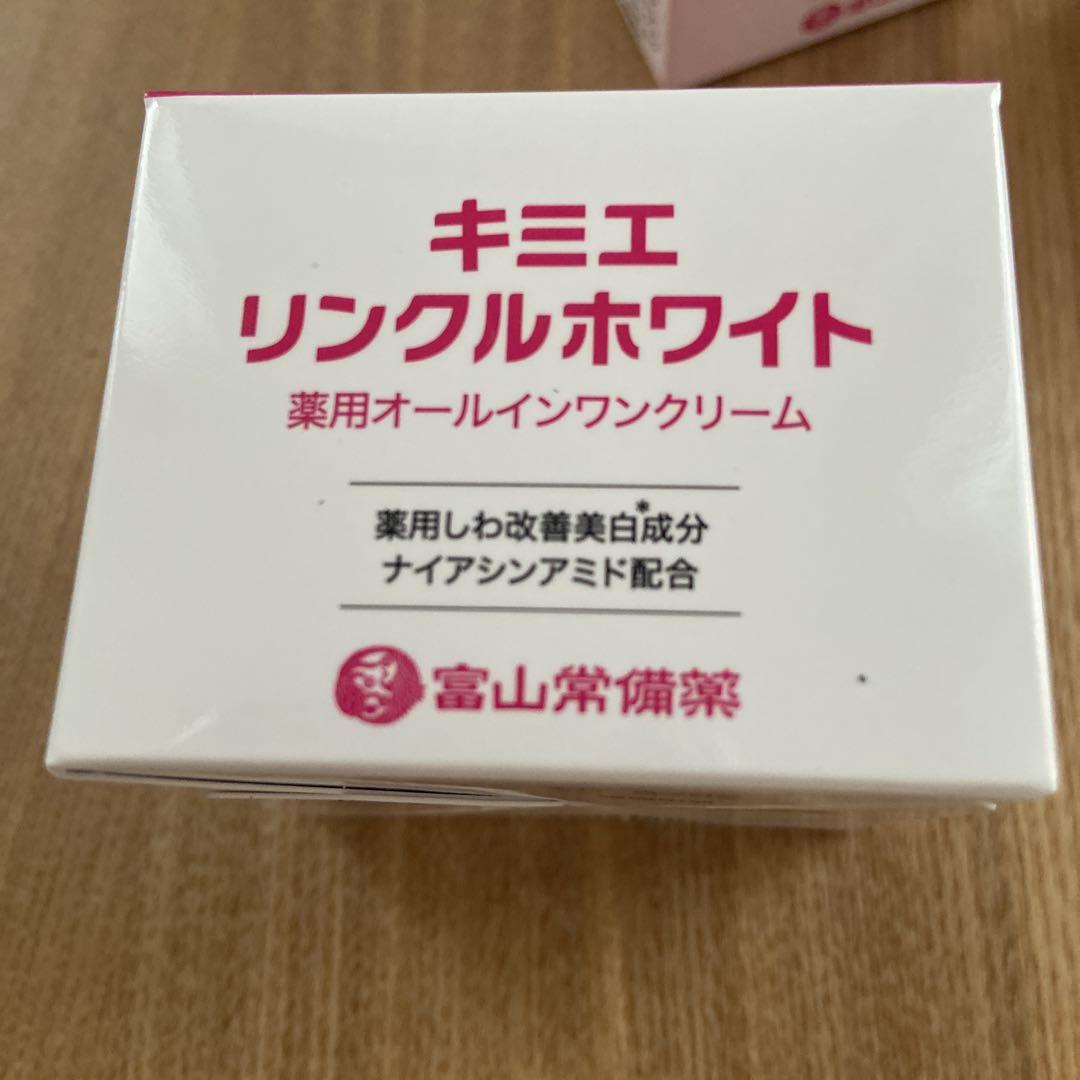 キミエ
リンクルホワイト
薬用オールインワンクリーム
薬用しわ改善美白*成分
ナイアシンアミド配合
富山常備薬